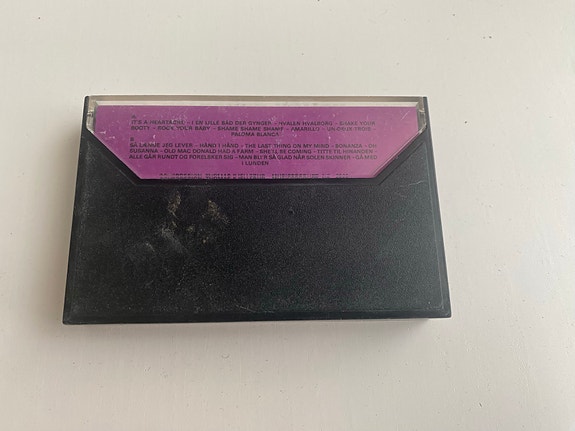 IT'S A HEARTACHE - I EN LILLE BÅD DER GYNGER - HVALEN HVALBORG - SHAKE YOUR
BOOTY - ROCK YOUR BABY - SHAME SHAME SHAME - AMARILLO - UN-DEUX-TROIS -
PALOMA BLANCA
B
SÅ LÆNGE JEG LEVER - HÅND I HÅND - THE LAST THING ON MY MIND - BONANZA - OH
SUSANNA - OLD MAC DONALD HAD A FARM - SHE'LL BE COMING - TITTE TIL HINANDEN -
ALLE GÅR RUNDT OG FORELSKER SIG - MAN BLI'R SÅ GLAD NÅR SOLEN SKINNER - GÅ MED
I LUNDEN